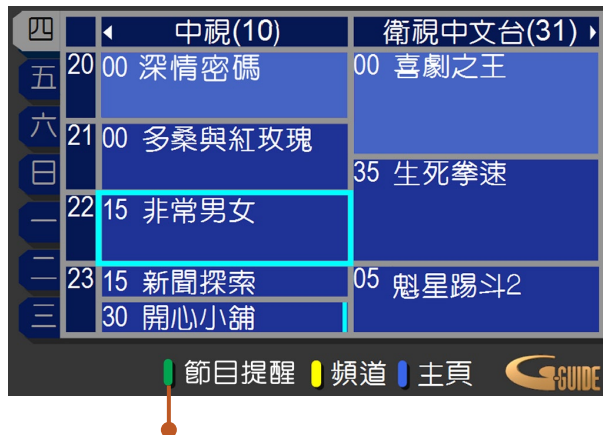 四 中視(10) 衛視中文台(31)
五 20 00 深情密碼 00 喜劇之王
六 21 00 多桑與紅玫瑰
日 35 生死拳速
一 22 15 非常男女
二 23 15 新聞探索 05 魁星踢斗2
三 30 開心小舖
節目提醒 頻道 主頁 G-GUIDE